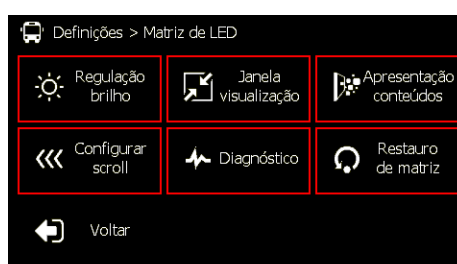 Definições > Matriz de LED
Regulação
brilho
Janela
visualização
Apresentação
conteúdos
Configurar
scroll
Diagnóstico
Restauro
de matriz
Voltar